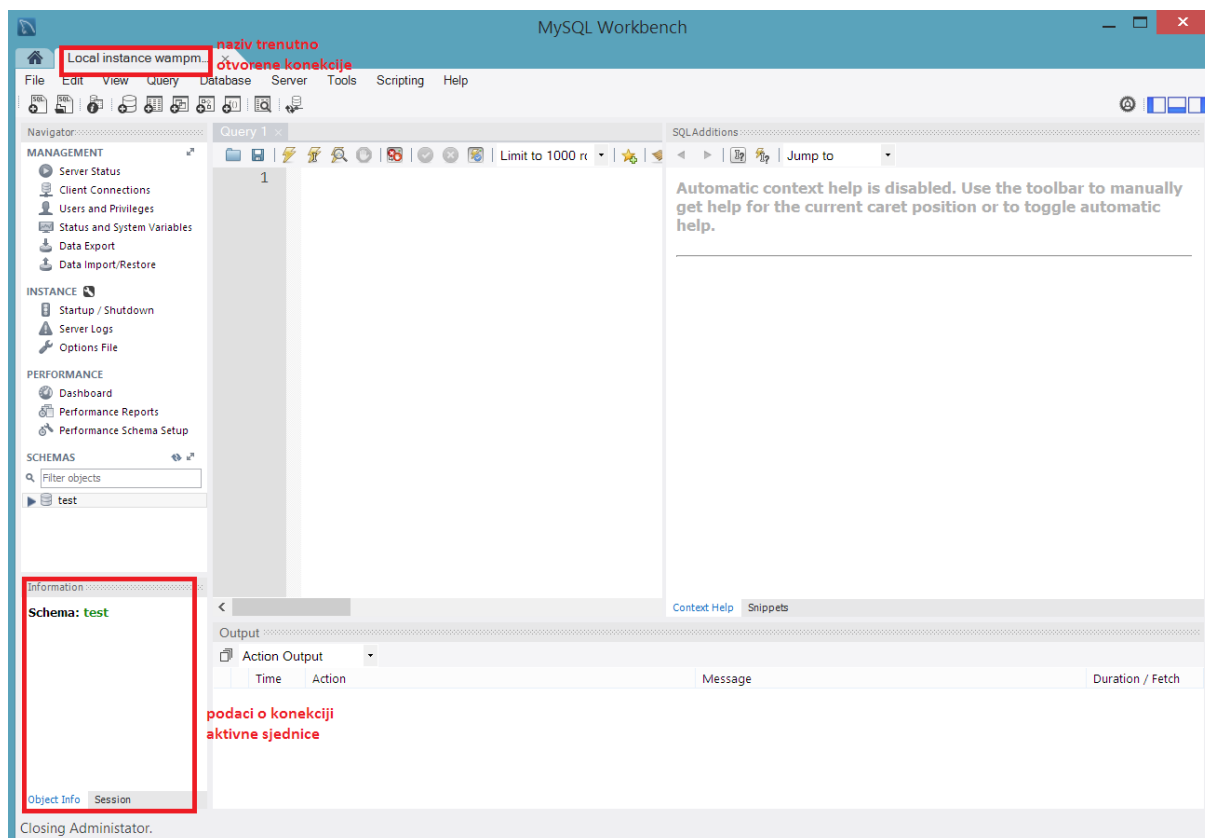 MySQL Workbench
Local instance wampm...
naziv trenutno
otvorene konekcije
File Edit View Query Database Server Tools Scripting Help
Navigator
MANAGEMENT
Server Status
Client Connections
Users and Privileges
Status and System Variables
Data Export
Data Import/Restore
INSTANCE
Startup / Shutdown
Server Logs
Options File
PERFORMANCE
Dashboard
Performance Reports
Performance Schema Setup
SCHEMAS
Filter objects
test
Information
Schema: test
Object Info Session
podaci o konekciji
aktivne sjednice
Query 1
Limit to 1000 rc
1
SQLAdditions
Jump to
Automatic context help is disabled. Use the toolbar to manually
get help for the current caret position or to toggle automatic
help.
Context Help Snippets
Output
Action Output
Time Action Message Duration / Fetch
Closing Administator.